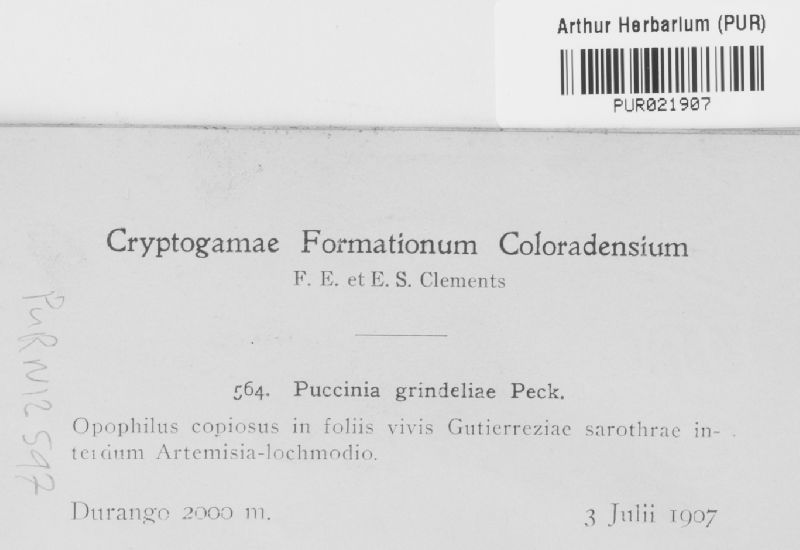 Arthur Herbarium (PUR)
PUR021907
Cryptogamae Formationum Coloradensium
F. E. et E. S. Clements
564. Puccinia grindeliae Peck.
Opophilus copiosus in foliis vivis Gutierreziae sarothrae in-
terdum Artemisia-lochmodio.
Durango 2000 m. 3 Julii 1907
PUR N12597